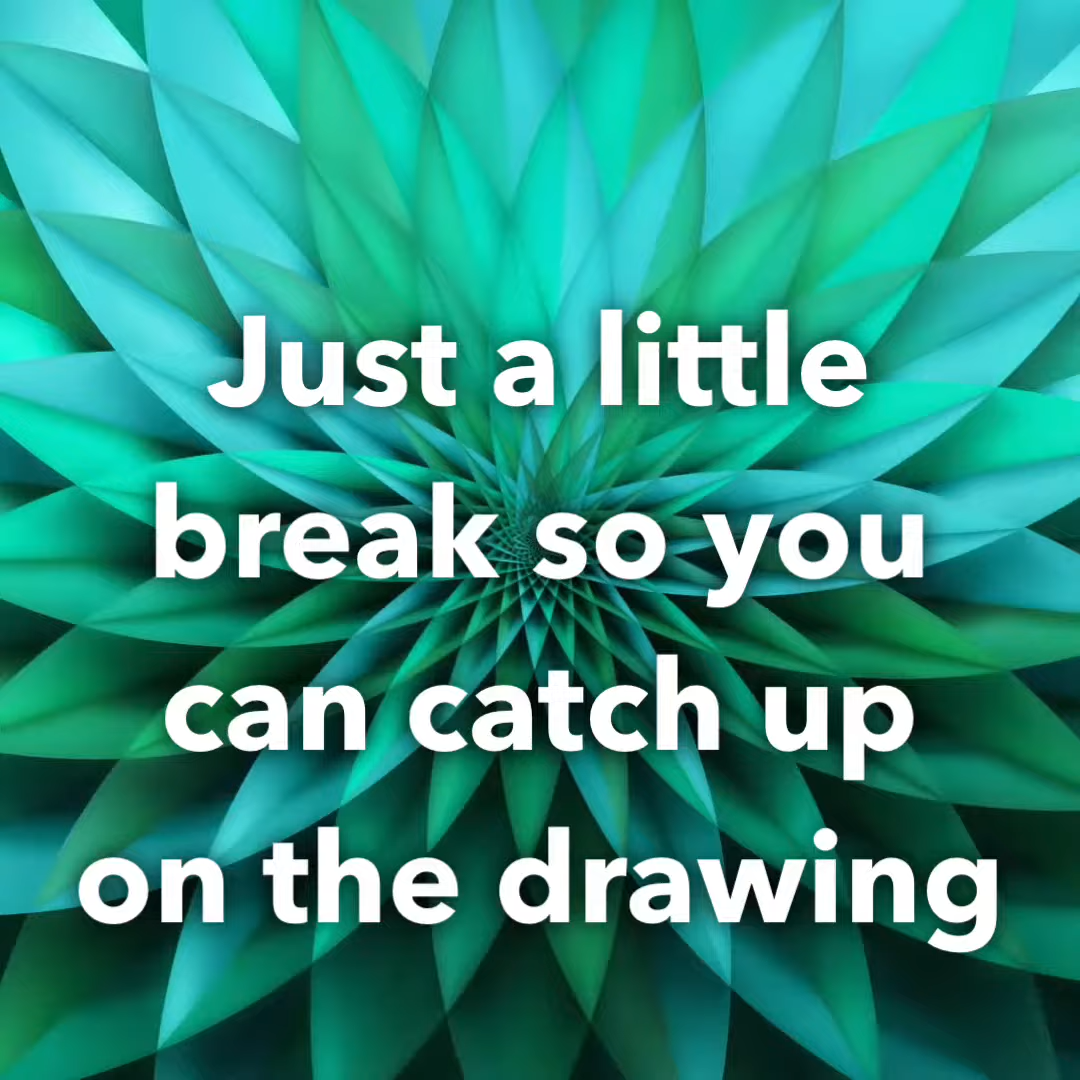 Just a little
break so you
can catch up
on the drawing